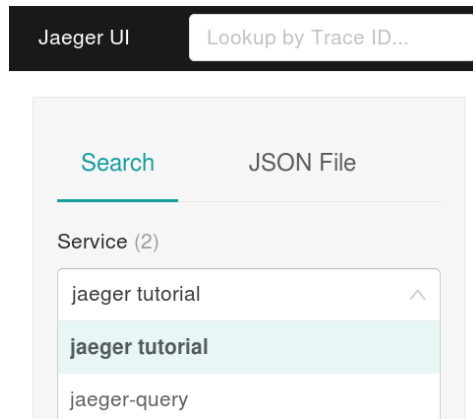 Jaeger UI Lookup by Trace ID...
Search JSON File
Service (2)
jaeger tutorial
jaeger tutorial
jaeger-query